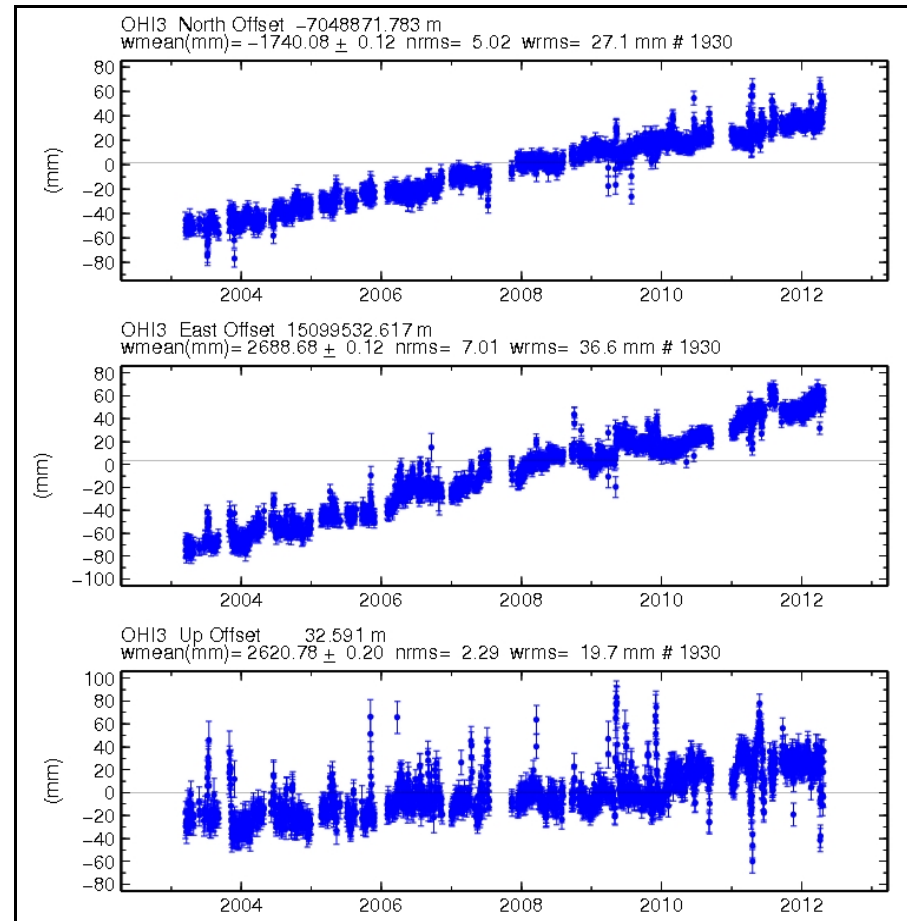 OHI3 North Offset -7048871.783 m
wmean(mm)= -1740.08 ± 0.12 nrms= 5.02 wrms= 27.1 mm # 1930
80
60
40
20
0
-20
-40
-60
-80
(mm)
2004 2006 2008 2010 2012
OHI3 East Offset 15099532.617 m
wmean(mm)= 2688.68 ± 0.12 nrms= 7.01 wrms= 36.6 mm # 1930
80
60
40
20
0
-20
-40
-60
-80
-100
(mm)
2004 2006 2008 2010 2012
OHI3 Up Offset 32.591 m
wmean(mm)= 2620.78 ± 0.20 nrms= 2.29 wrms= 19.7 mm # 1930
100
80
60
40
20
0
-20
-40
-60
-80
(mm)
2004 2006 2008 2010 2012